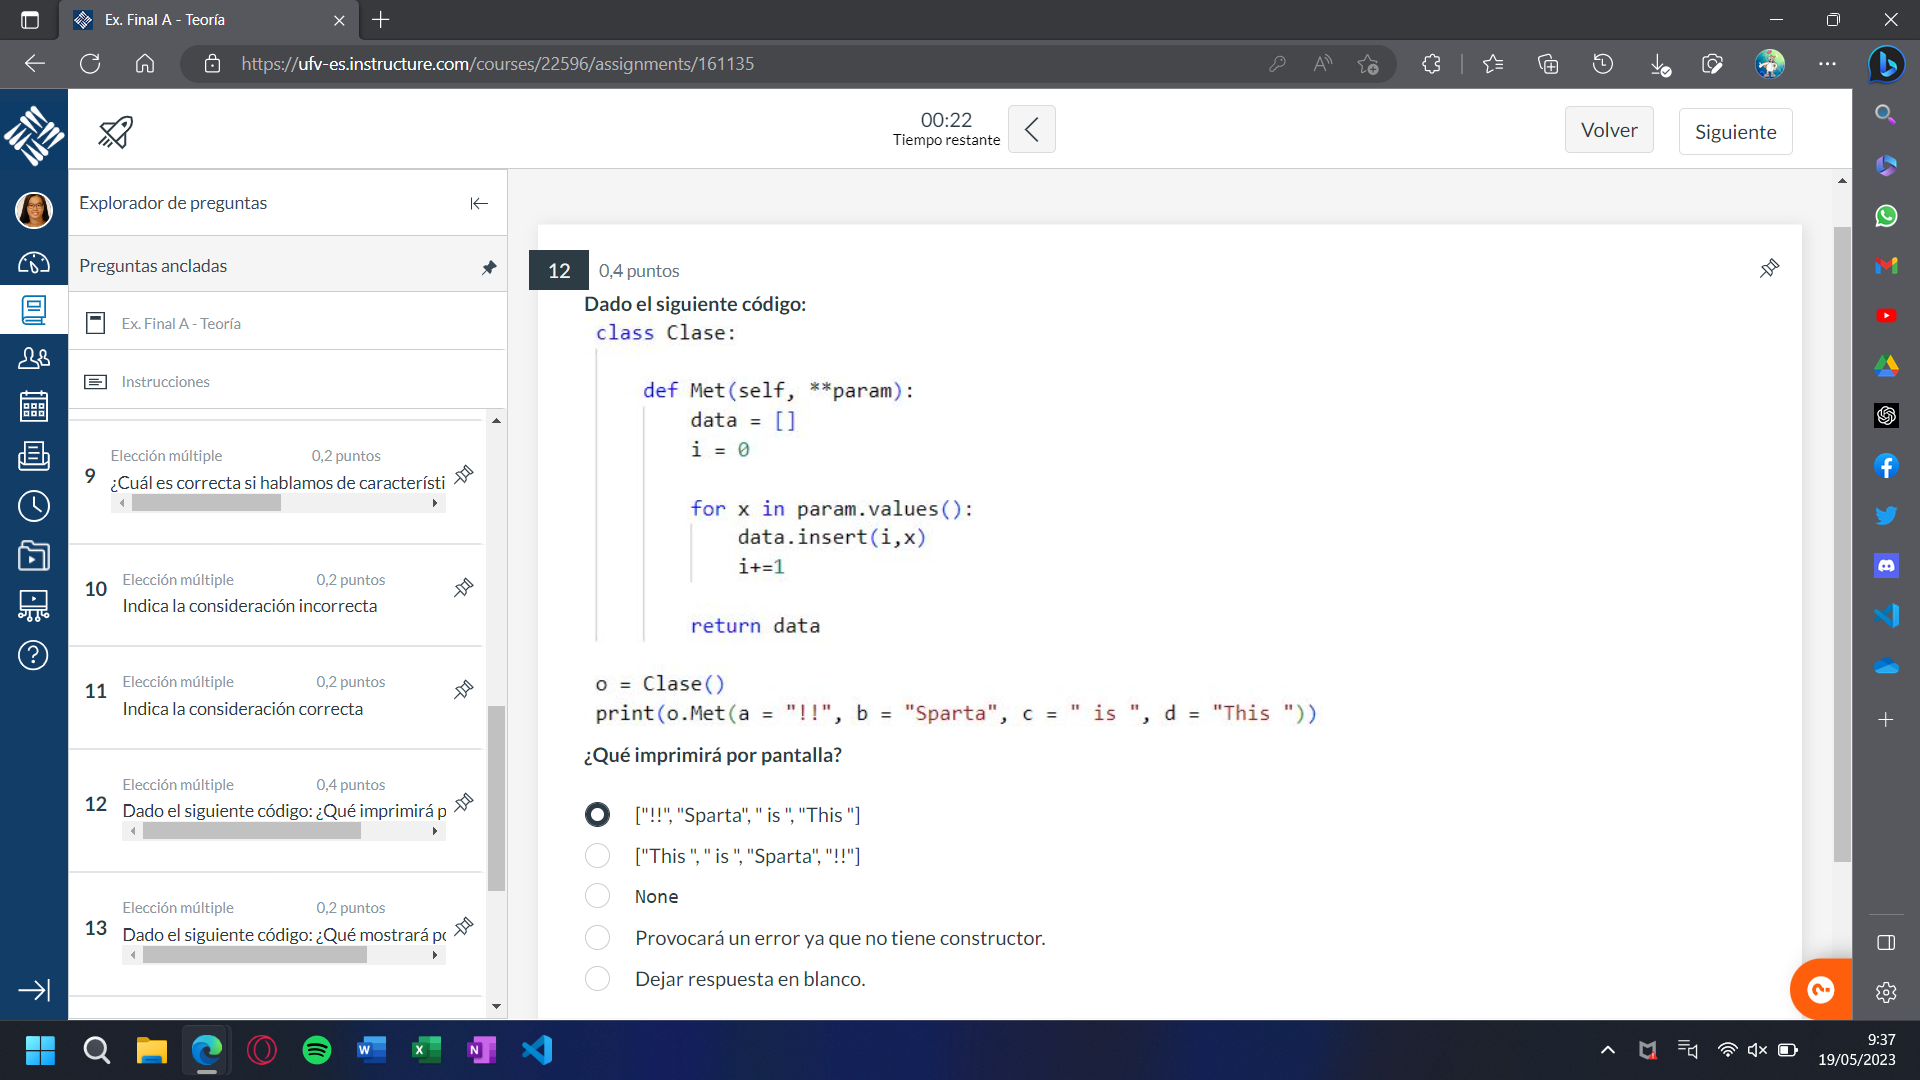 Ex. Final A - Teoría
https://ufv-es.instructure.com/courses/22596/assignments/161135
00:22
Tiempo restante
Volver
Siguiente
Explorador de preguntas
Preguntas ancladas
Ex. Final A - Teoría
Instrucciones
9
Elección múltiple
0,2 puntos
¿Cuál es correcta si hablamos de característi
10
Elección múltiple
0,2 puntos
Indica la consideración incorrecta
11
Elección múltiple
0,2 puntos
Indica la consideración correcta
12
Elección múltiple
0,4 puntos
Dado el siguiente código: ¿Qué imprimirá p
13
Elección múltiple
0,2 puntos
Dado el siguiente código: ¿Qué mostrará po
12
0,4 puntos
Dado el siguiente código:
class Clase:
def Met(self, **param):
data = []
i = 0
for x in param.values():
data.insert(i,x)
i+=1
return data
o = Clase()
print(o.Met(a = "!!", b = "Sparta", c = " is ", d = "This "))
¿Qué imprimirá por pantalla?
["!!", "Sparta", " is ", "This "]
["This ", " is ", "Sparta", "!!"]
None
Provocará un error ya que no tiene constructor.
Dejar respuesta en blanco.
9:37
19/05/2023